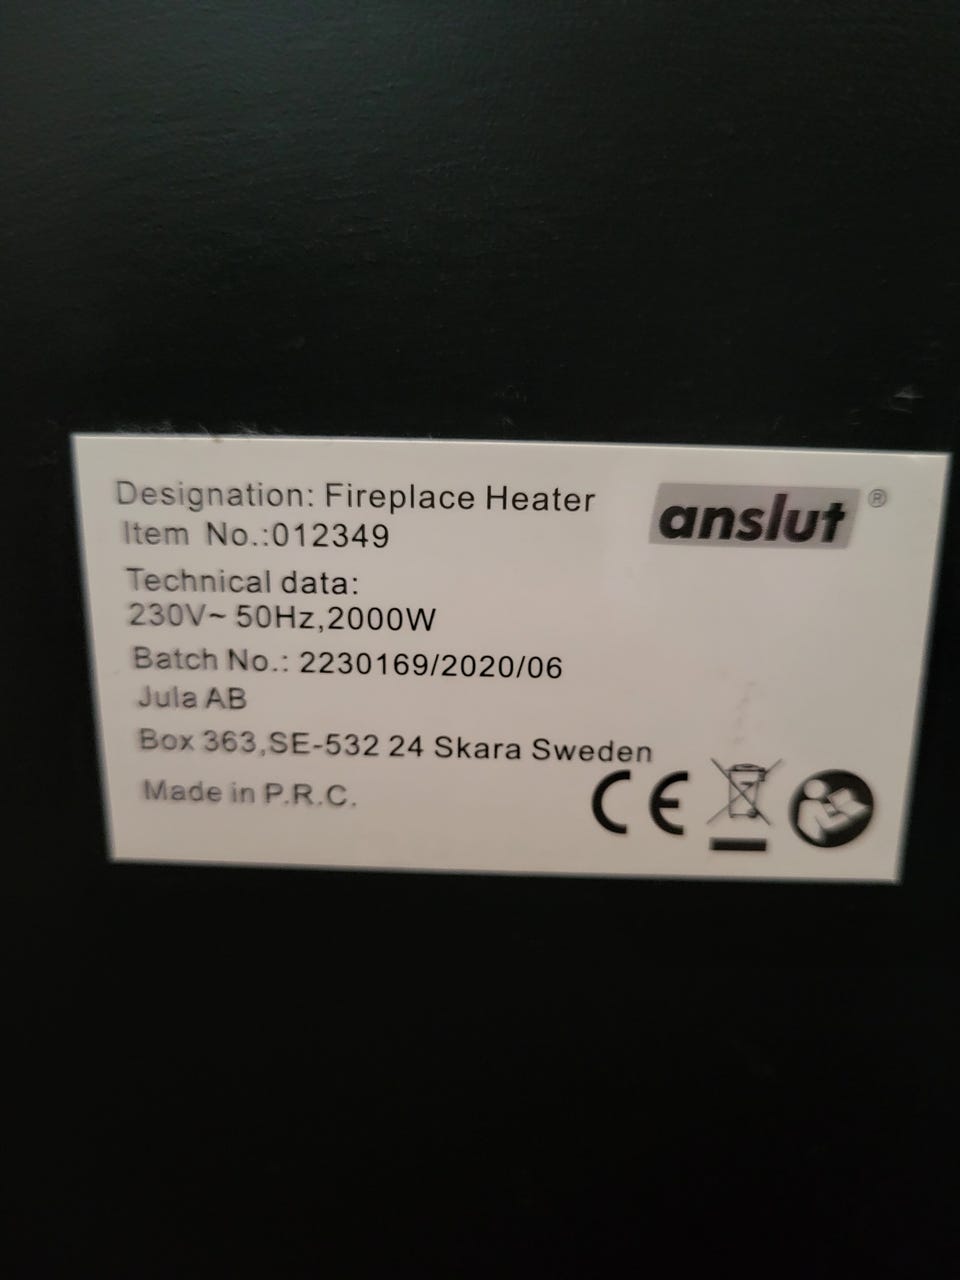 Designation: Fireplace Heater
anslut ®
Item No.:012349
Technical data:
230V~ 50Hz,2000W
Batch No.: 2230169/2020/06
Jula AB
Box 363,SE-532 24 Skara Sweden
Made in P.R.C.
CE